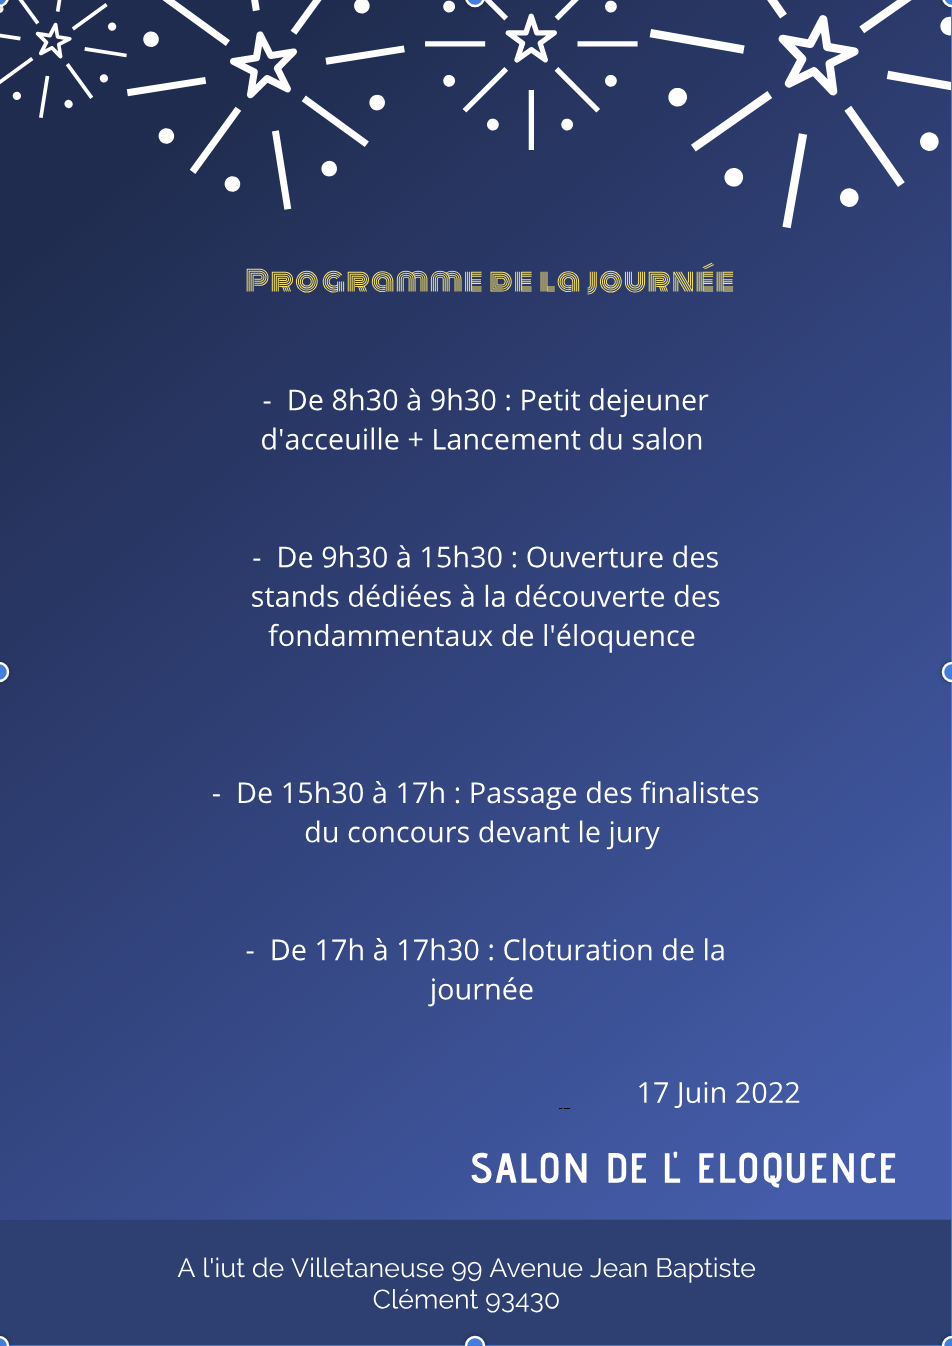 Programme de la journée
- De 8h30 à 9h30 : Petit dejeuner
d'acceuille + Lancement du salon
- De 9h30 à 15h30 : Ouverture des
stands dédiées à la découverte des
fondammentaux de l'éloquence
- De 15h30 à 17h : Passage des finalistes
du concours devant le jury
- De 17h à 17h30 : Cloturation de la
journée
17 Juin 2022
SALON DE L' ELOQUENCE
A l'iut de Villetaneuse 99 Avenue Jean Baptiste
Clément 93430